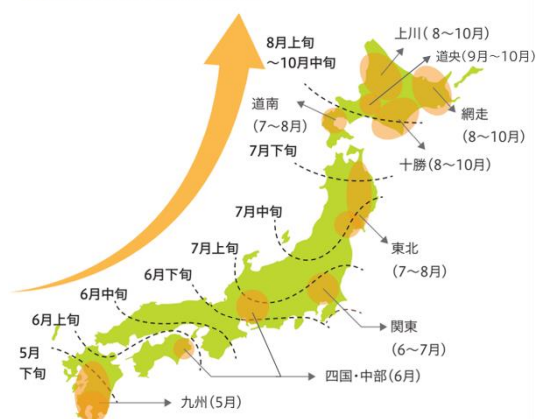 上川（8～10月）
8月上旬
～10月中旬
道央（9月～10月）
道南
（7～8月）
網走
（8～10月）
十勝（8～10月）
7月下旬
7月中旬
東北
（7～8月）
7月上旬
6月下旬
6月中旬
6月上旬
関東
（6～7月）
5月
下旬
四国・中部（6月）
九州（5月）